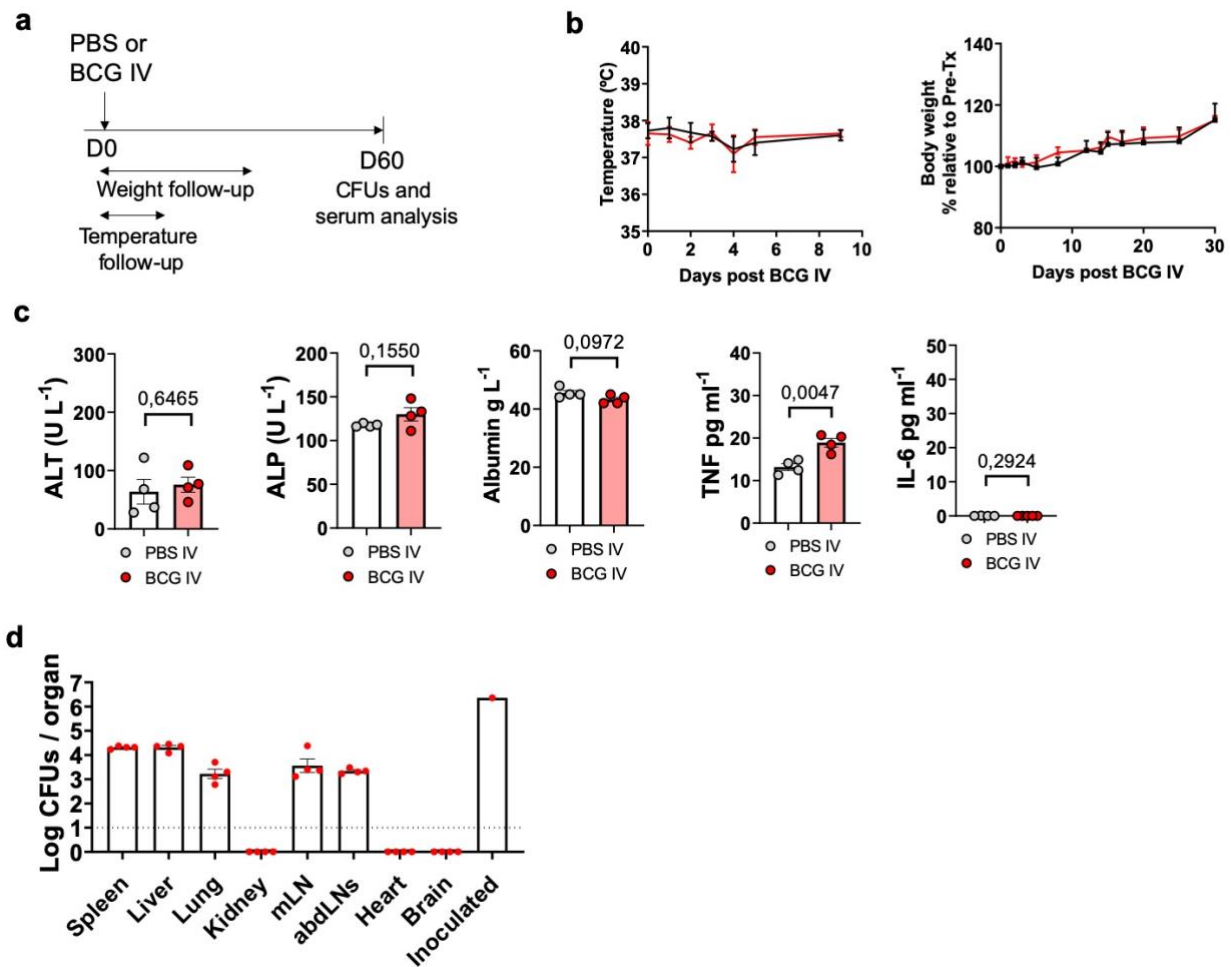 a
PBS or
BCG IV
D0
D60
Weight follow-up
CFUs and
serum analysis
Temperature
follow-up
b
Temperature (ºC)
40
39
38
37
36
35
0 2 4 6 8 10
Days post BCG IV
Body weight
% relative to Pre-Tx
140
120
100
80
0 10 20 30
Days post BCG IV
c
ALT (U L-1)
300
200
100
0
0,6465
PBS IV
BCG IV
ALP (U L-1)
200
150
100
50
0
0,1550
PBS IV
BCG IV
Albumin g L-1
60
40
20
0
0,0972
PBS IV
BCG IV
TNF pg ml-1
40
30
20
10
0
0,0047
PBS IV
BCG IV
IL-6 pg ml-1
50
40
30
20
10
0
0,2924
PBS IV
BCG IV
d
Log CFUs / organ
7
6
5
4
3
2
1
0
Spleen
Liver
Lung
Kidney
mLN
abdLNs
Heart
Brain
Inoculated